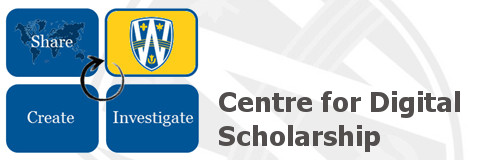 Share
W
Create
Investigate
Centre for Digital
Scholarship